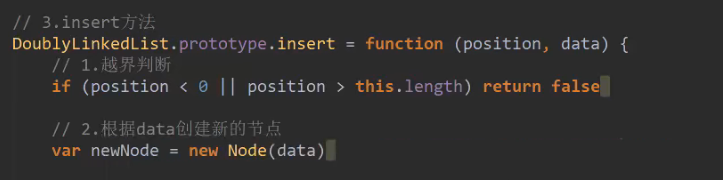 // 3.insert方法
DoublyLinkedList.prototype.insert = function (position, data) {
// 1.越界判断
if (position < 0 || position > this.length) return false
// 2.根据data创建新的节点
var newNode = new Node(data)